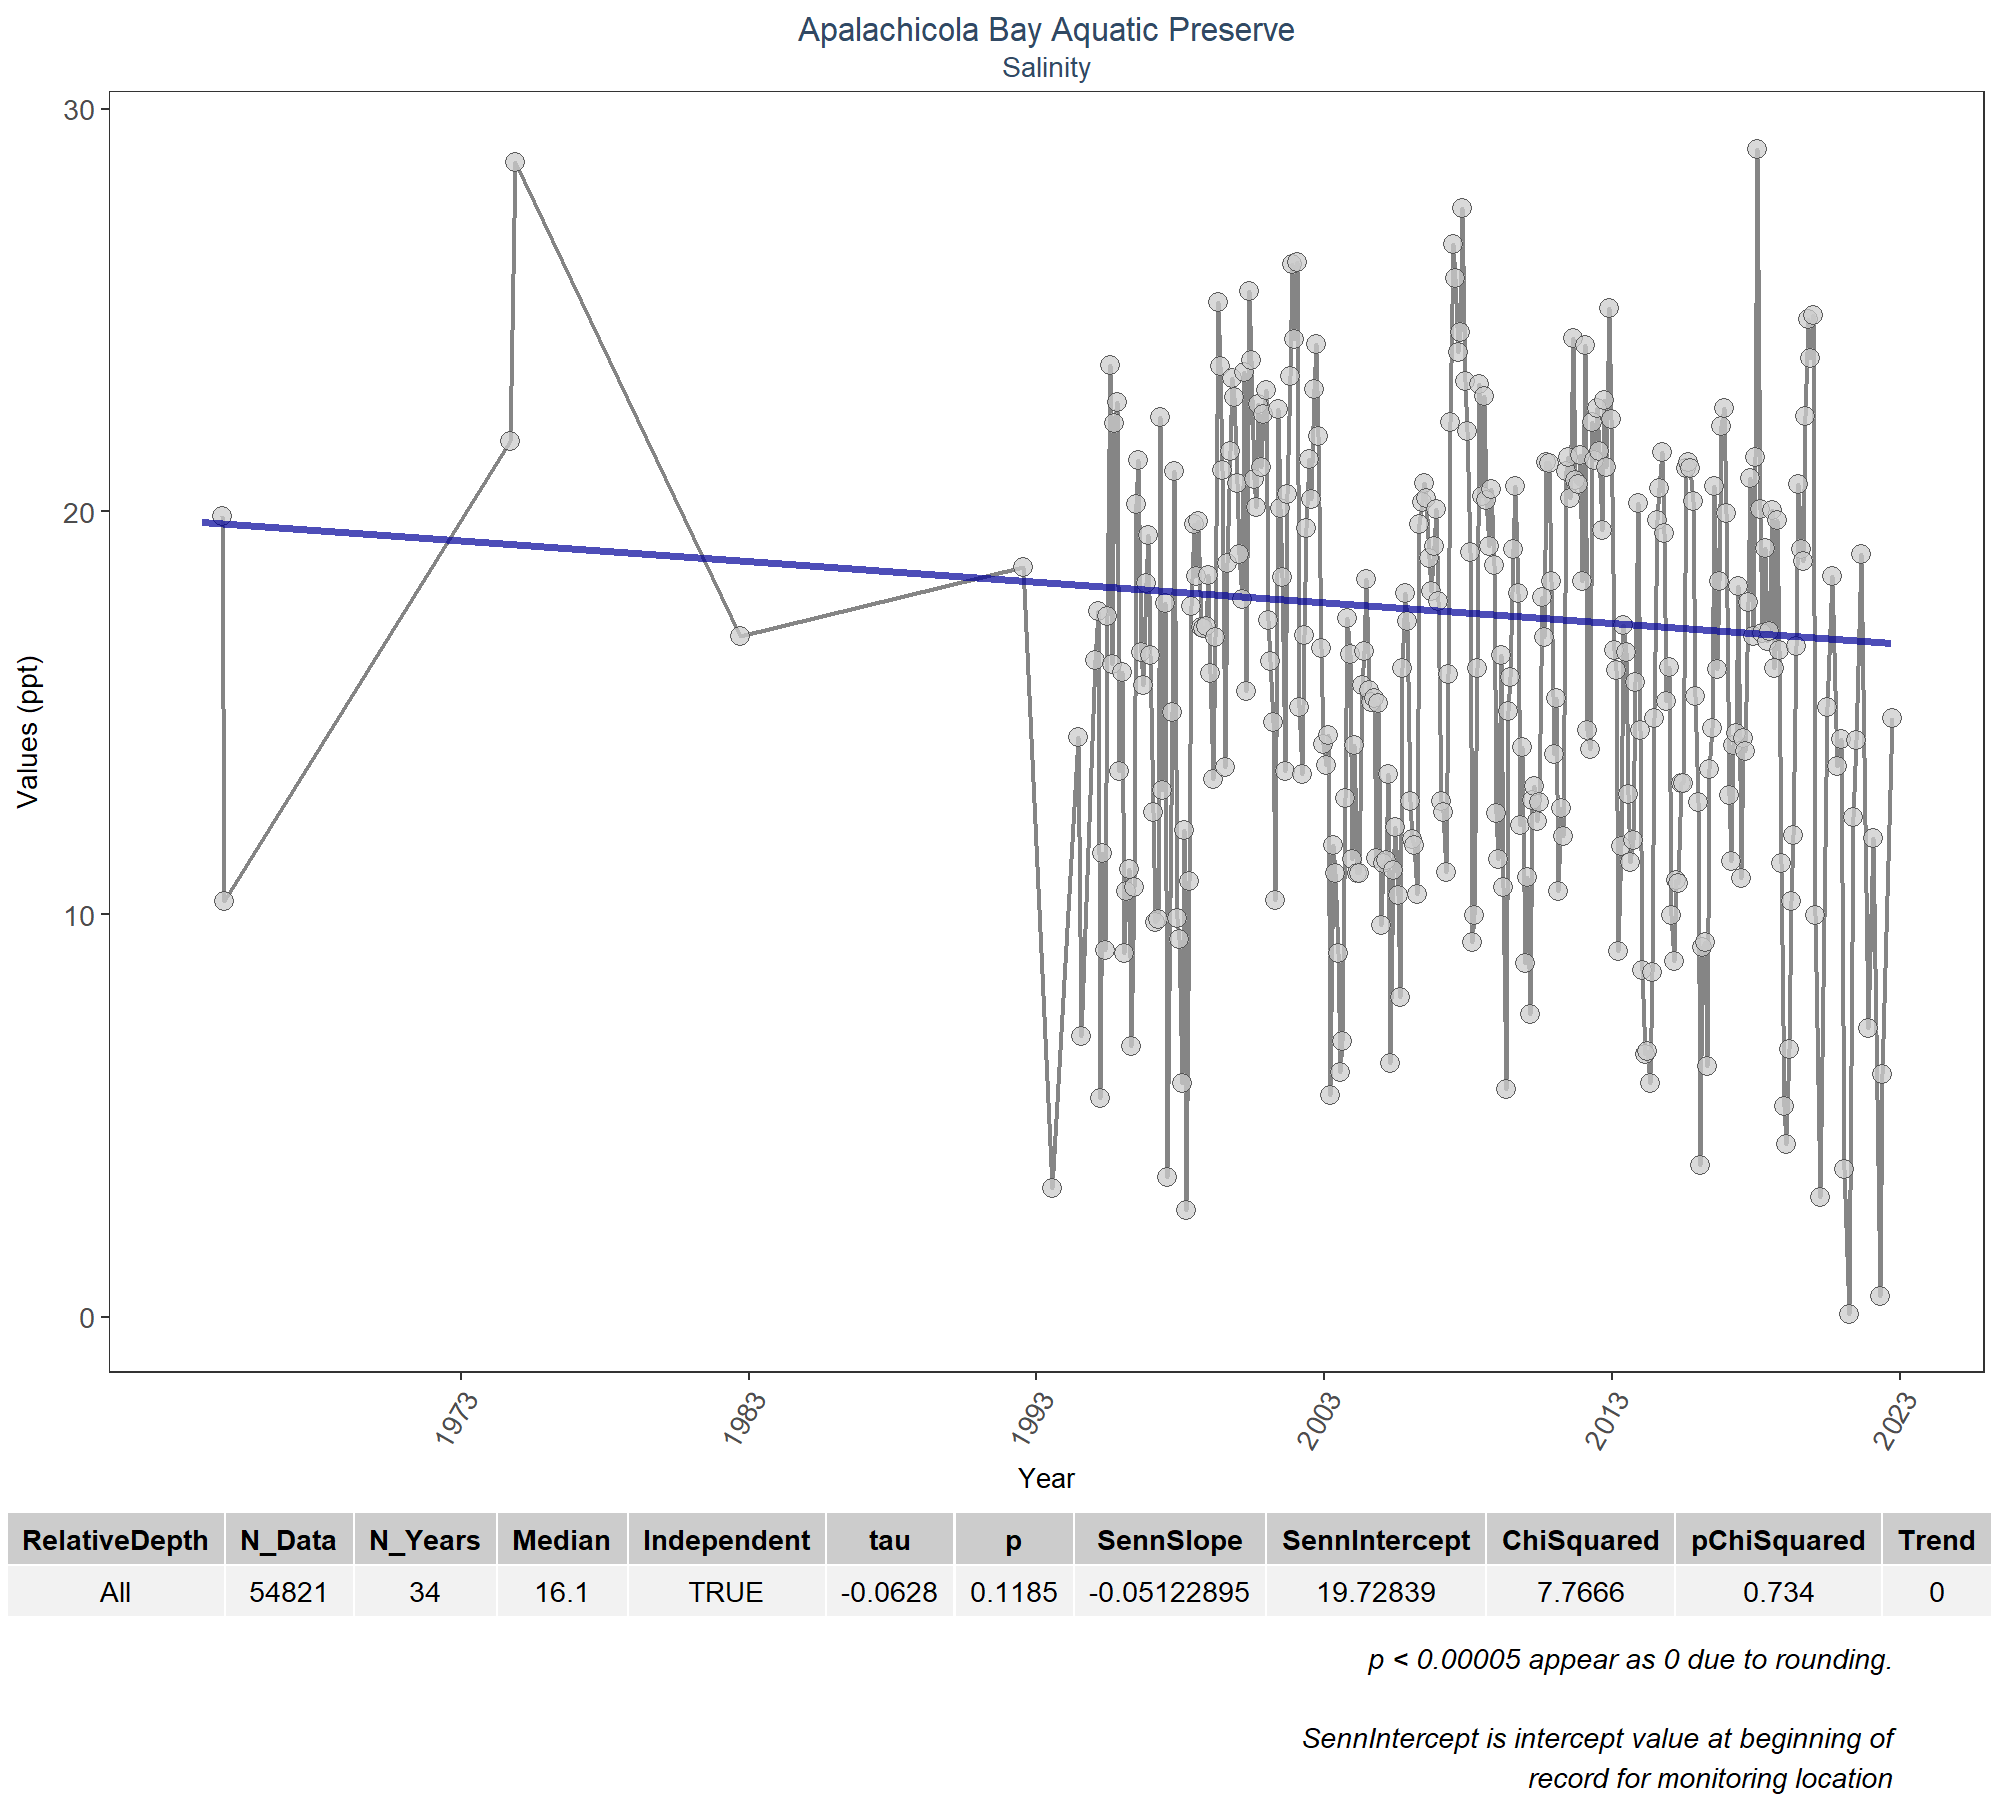 Apalachicola Bay Aquatic Preserve
Salinity
30
20
10
0
Values (ppt)
1973
1983
1993
2003
2013
2023
Year
RelativeDepth N_Data N_Years Median Independent tau p SennSlope SennIntercept ChiSquared pChiSquared Trend
All 54821 34 16.1 TRUE -0.0628 0.1185 -0.05122895 19.72839 7.7666 0.734 0
p < 0.00005 appear as 0 due to rounding.
SennIntercept is intercept value at beginning of
record for monitoring location